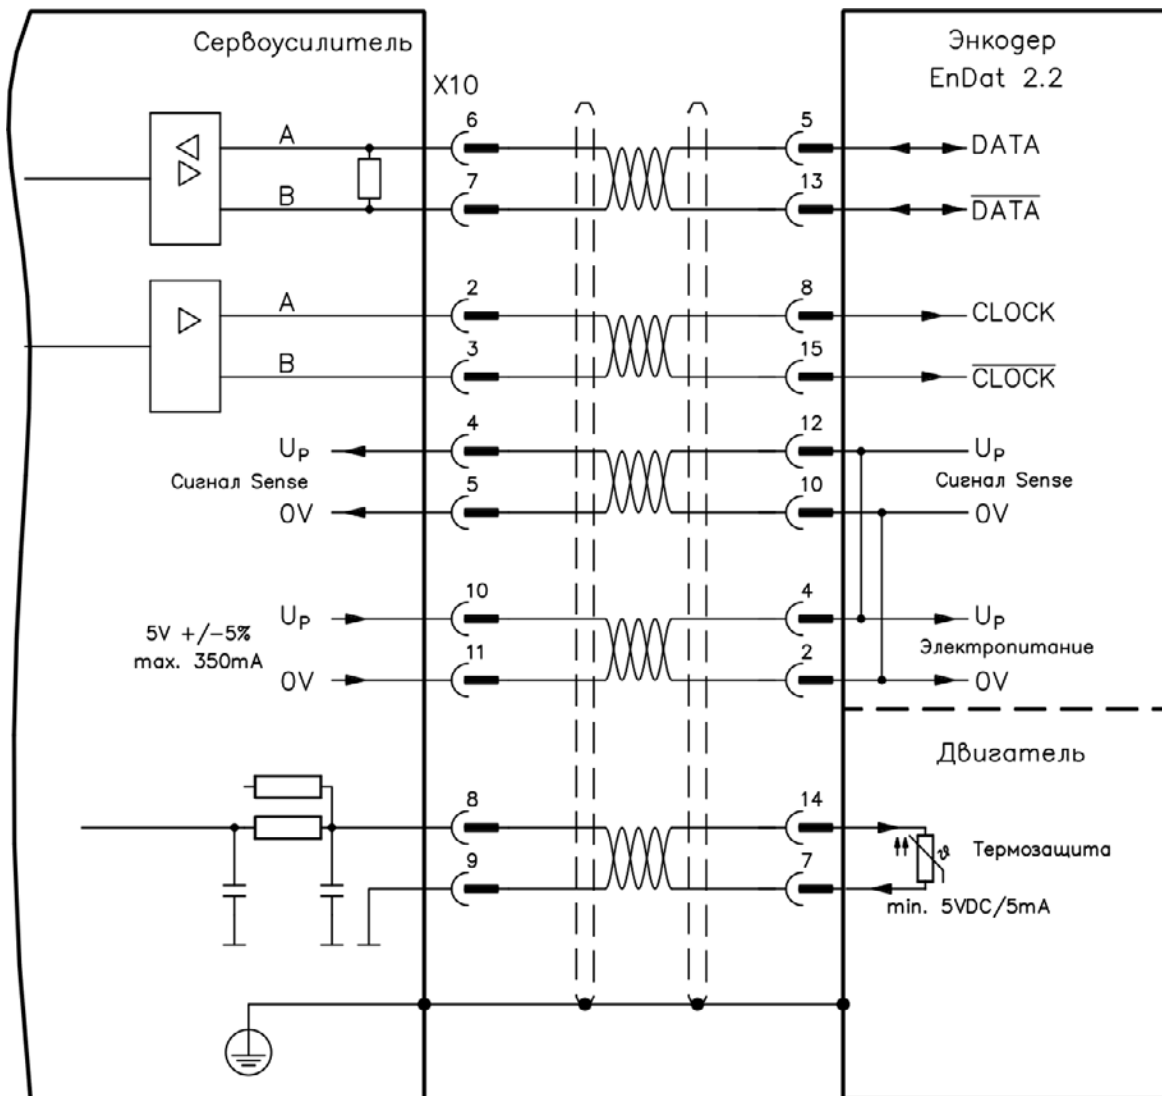 Сервоусилитель
Энкодер
EnDat 2.2
X10
A
6
5
DATA
B
7
13
DATA
A
2
8
CLOCK
B
3
15
CLOCK
UP
4
12
UP
Сигнал Sense
Сигнал Sense
0V
5
10
0V
UP
10
4
UP
5V +/-5%
max. 350mA
Электропитание
0V
11
2
0V
Двигатель
8
14
ϑ
Термозащита
9
7
min. 5VDC/5mA